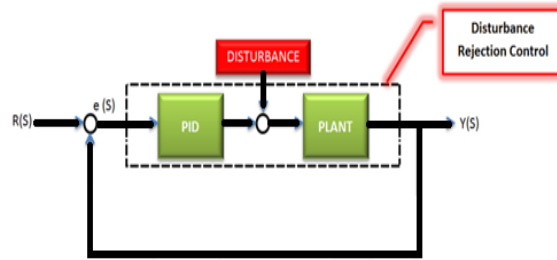 Disturbance
Rejection Control
DISTURBANCE
e (S)
R(S)
PID
PLANT
Y(S)